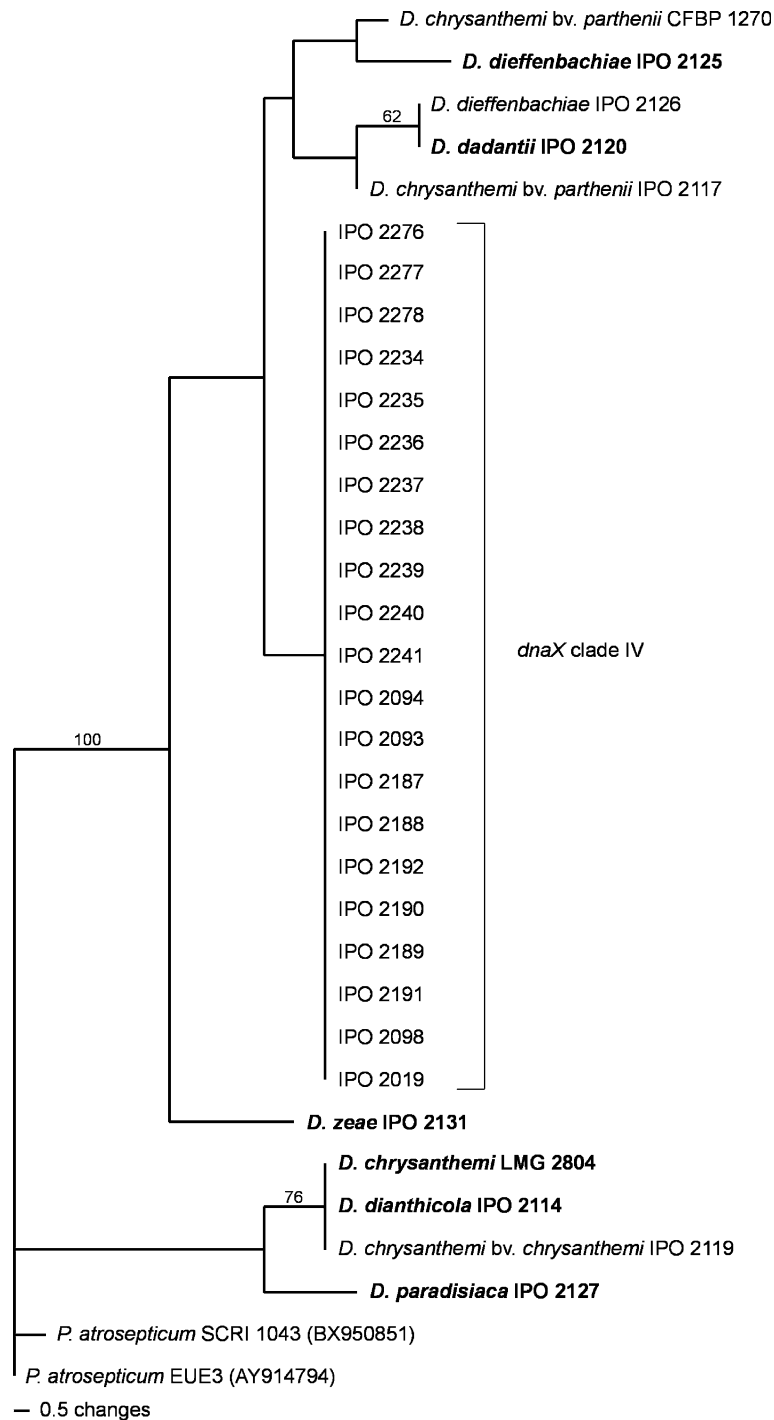 D. chrysanthemi bv. parthenii CFBP 1270
D. dieffenbachiae IPO 2125
D. dieffenbachiae IPO 2126
62
D. dadantii IPO 2120
D. chrysanthemi bv. parthenii IPO 2117
IPO 2276
IPO 2277
IPO 2278
IPO 2234
IPO 2235
IPO 2236
IPO 2237
IPO 2238
IPO 2239
IPO 2240
IPO 2241
dnaX clade IV
IPO 2094
IPO 2093
100
IPO 2187
IPO 2188
IPO 2192
IPO 2190
IPO 2189
IPO 2191
IPO 2098
IPO 2019
D. zeae IPO 2131
D. chrysanthemi LMG 2804
76
D. dianthicola IPO 2114
D. chrysanthemi bv. chrysanthemi IPO 2119
D. paradisiaca IPO 2127
P. atrosepticum SCRI 1043 (BX950851)
P. atrosepticum EUE3 (AY914794)
0.5 changes